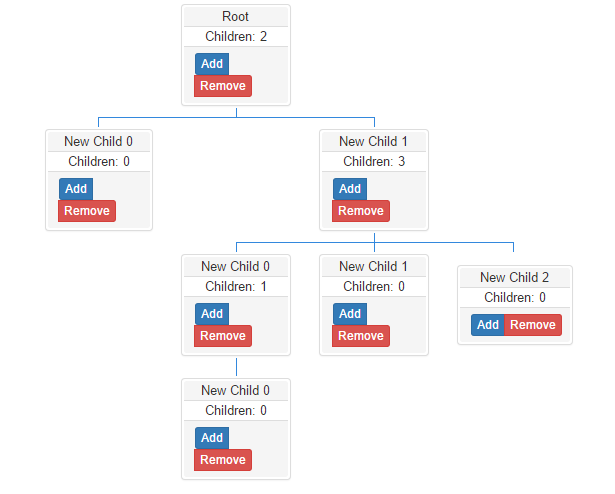 Root
Children: 2
Add
Remove
New Child 0
Children: 0
Add
Remove
New Child 1
Children: 3
Add
Remove
New Child 0
Children: 1
Add
Remove
New Child 1
Children: 0
Add
Remove
New Child 2
Children: 0
Add Remove
New Child 0
Children: 0
Add
Remove